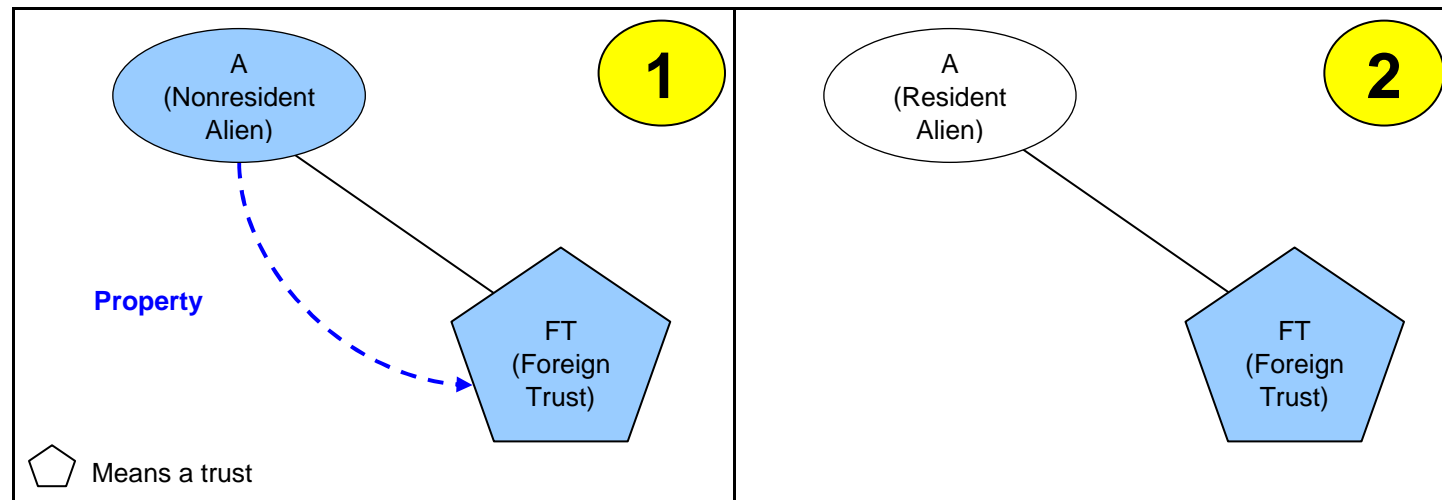 A
(Nonresident
Alien)
1
Property
FT
(Foreign
Trust)
Means a trust
A
(Resident
Alien)
2
FT
(Foreign
Trust)